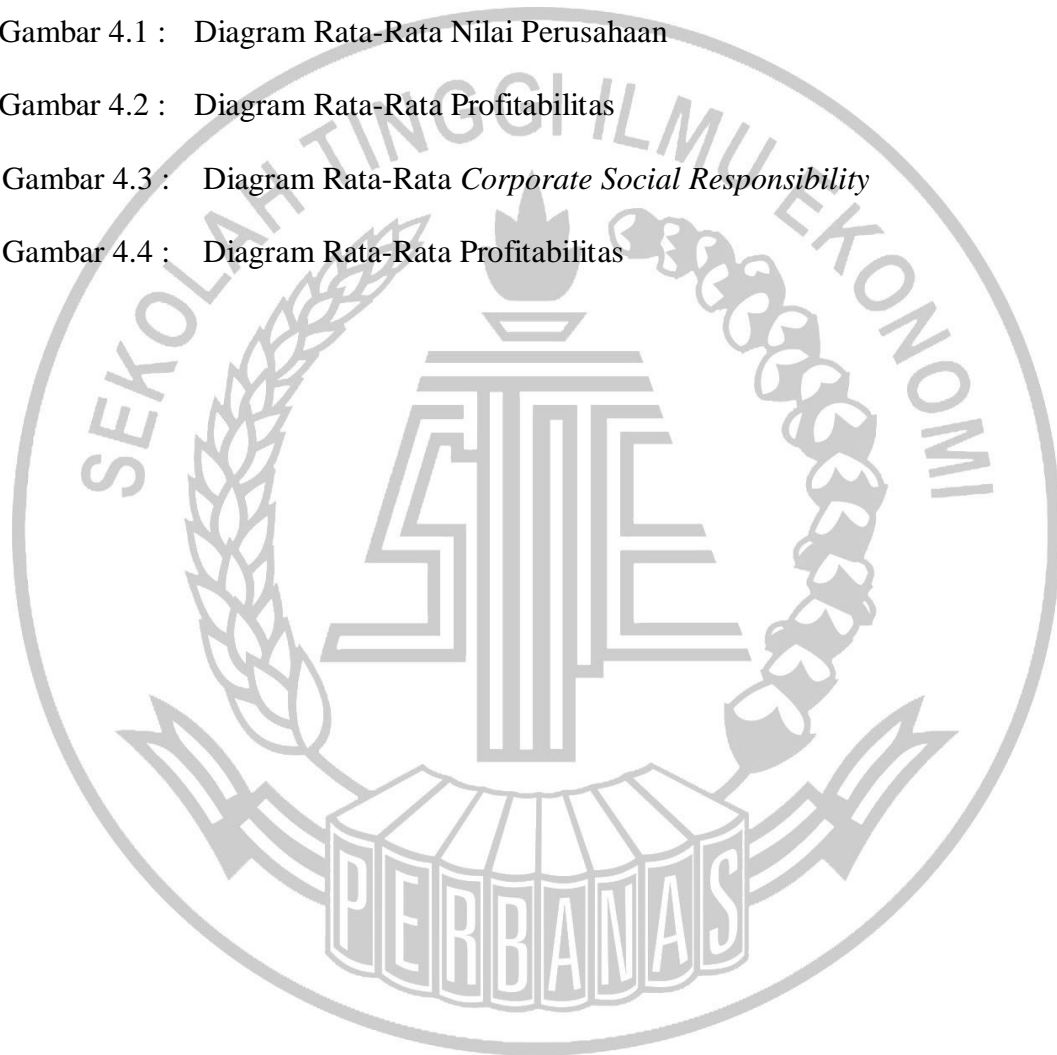 Gambar 4.1 : Diagram Rata-Rata Nilai Perusahaan
Gambar 4.2 : Diagram Rata-Rata Profitabilitas
Gambar 4.3 : Diagram Rata-Rata Corporate Social Responsibility
Gambar 4.4 : Diagram Rata-Rata Profitabilitas
SEKOLAH TINGGI ILMU EKONOMI
STIE
PERBANAS